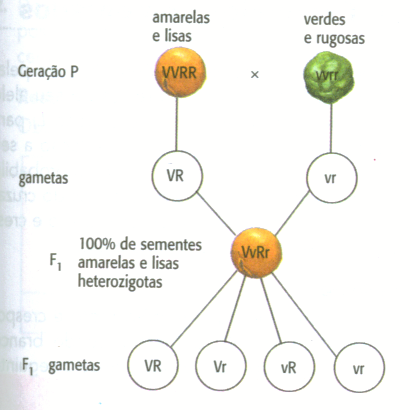 amarelas
e lisas
verdes
e rugosas
Geração P
VVRR
×
vvrr
gametas
VR
vr
F1
100% de sementes
amarelas e lisas
heterozigotas
VvRr
F1 gametas
VR
Vr
vR
vr